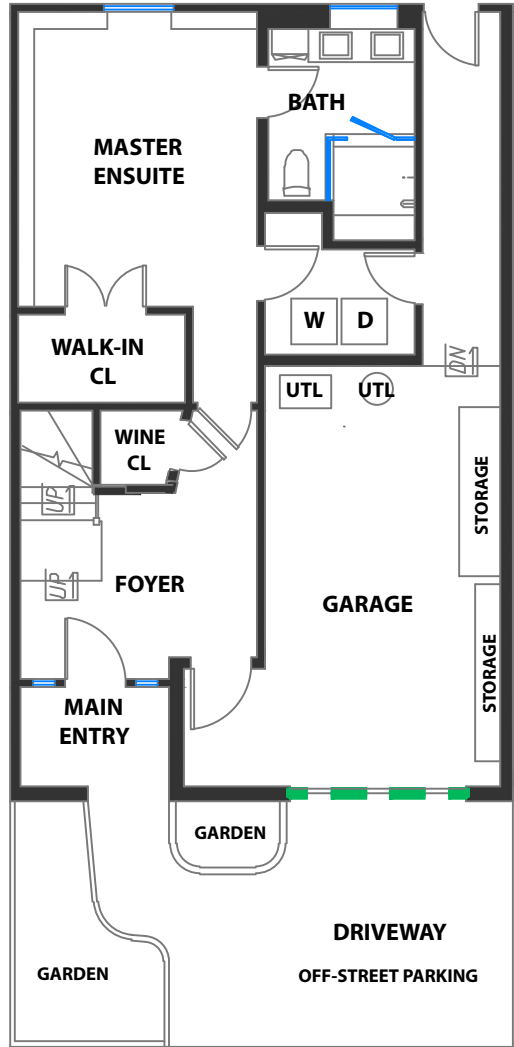 BATH
MASTER
ENSUITE
W
D
WALK-IN
CL
DN
UTL
UTL
WINE
CL
STORAGE
UP
UP
FOYER
GARAGE
STORAGE
MAIN
ENTRY
GARDEN
DRIVEWAY
GARDEN
OFF-STREET PARKING